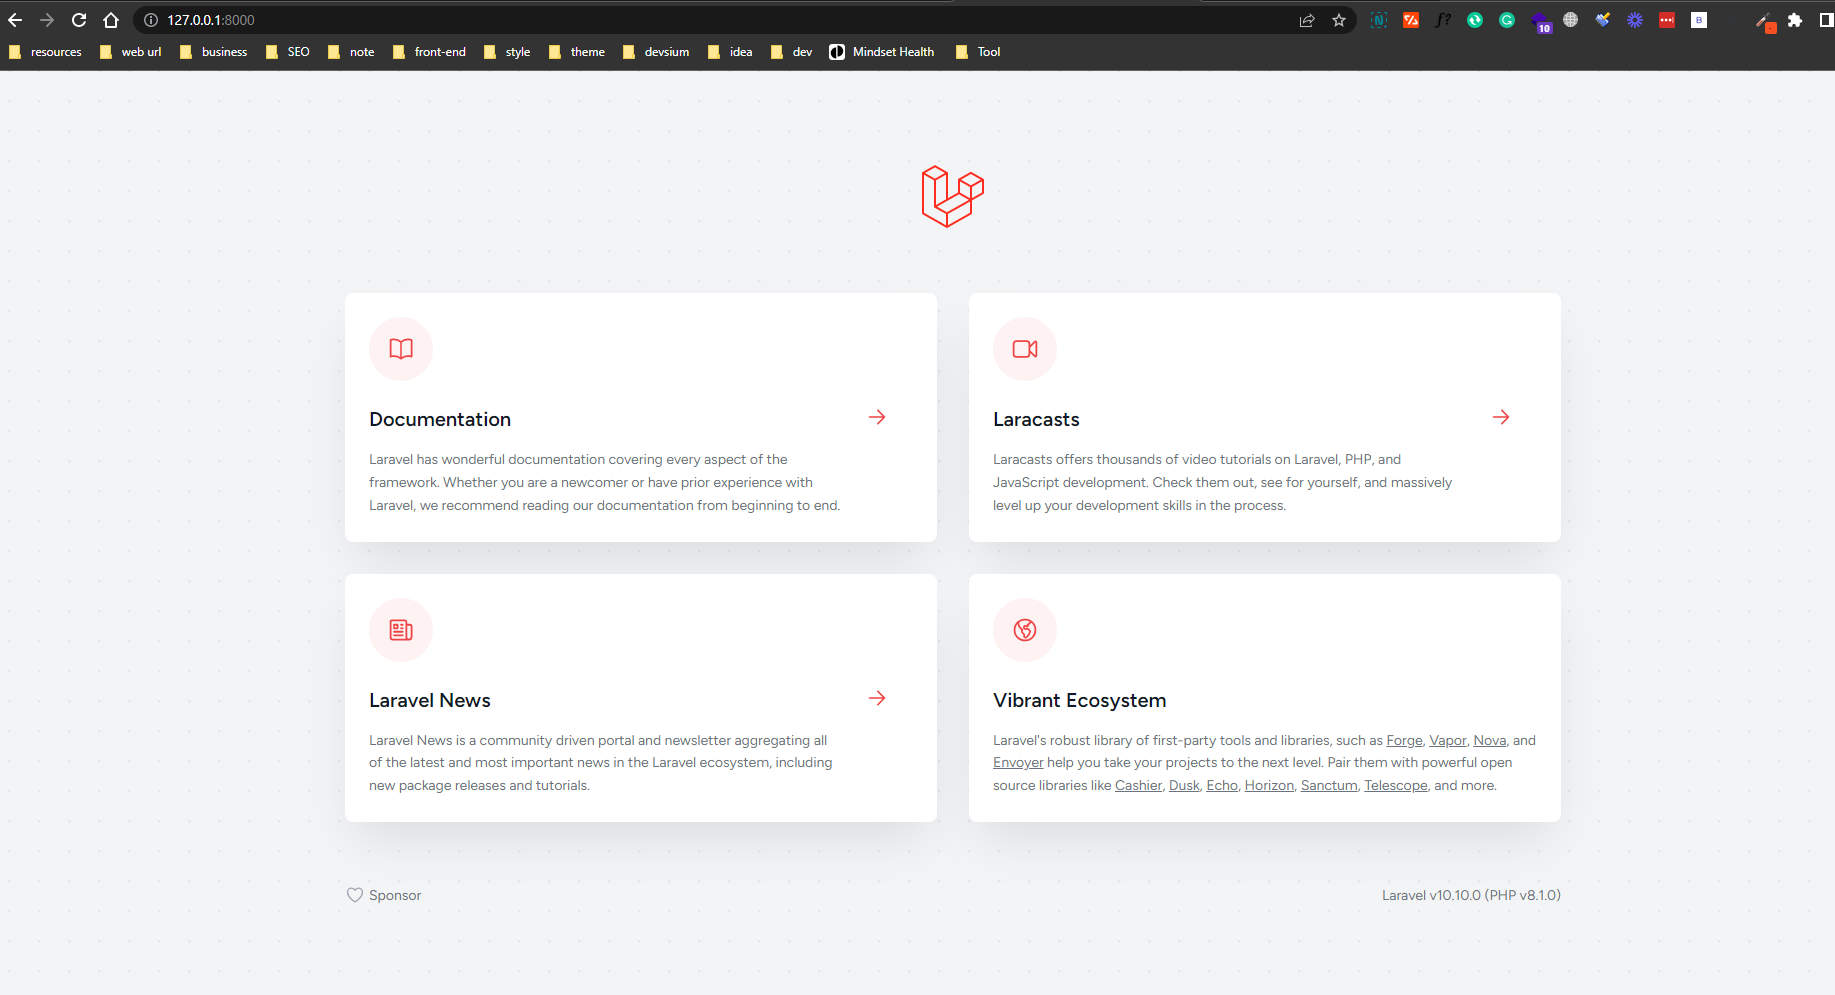 127.0.0.1:8000
resources web url business SEO note front-end style theme devsium idea dev Mindset Health Tool
10
B
Documentation
Laravel has wonderful documentation covering every aspect of the
framework. Whether you are a newcomer or have prior experience with
Laravel, we recommend reading our documentation from beginning to end.
Laracasts
Laracasts offers thousands of video tutorials on Laravel, PHP, and
JavaScript development. Check them out, see for yourself, and massively
level up your development skills in the process.
Laravel News
Laravel News is a community driven portal and newsletter aggregating all
of the latest and most important news in the Laravel ecosystem, including
new package releases and tutorials.
Vibrant Ecosystem
Laravel's robust library of first-party tools and libraries, such as Forge, Vapor, Nova, and
Envoyer help you take your projects to the next level. Pair them with powerful open
source libraries like Cashier, Dusk, Echo, Horizon, Sanctum, Telescope, and more.
Sponsor
Laravel v10.10.0 (PHP v8.1.0)